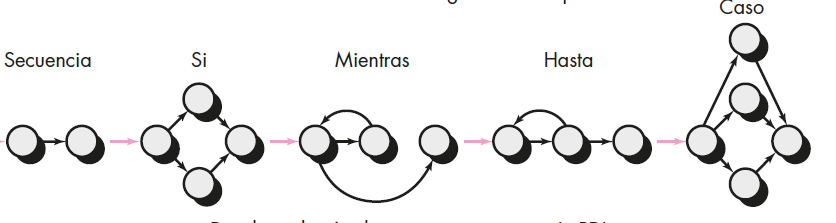 Caso
Secuencia
Si
Mientras
Hasta